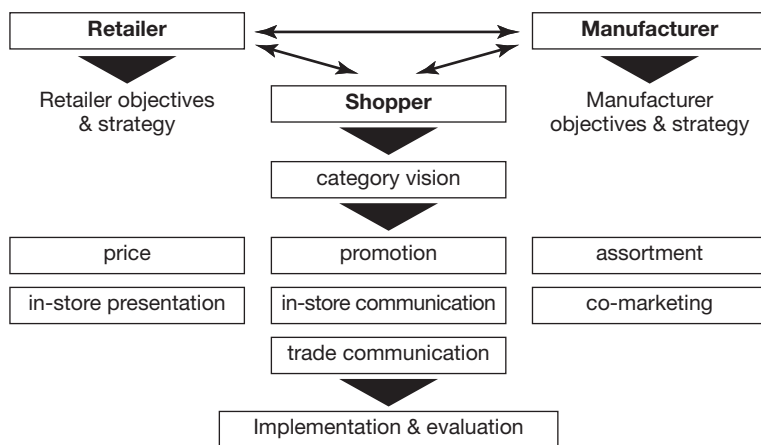 Retailer
Manufacturer
Retailer objectives
& strategy
Shopper
Manufacturer
objectives & strategy
category vision
price
promotion
assortment
in-store presentation
in-store communication
co-marketing
trade communication
Implementation & evaluation